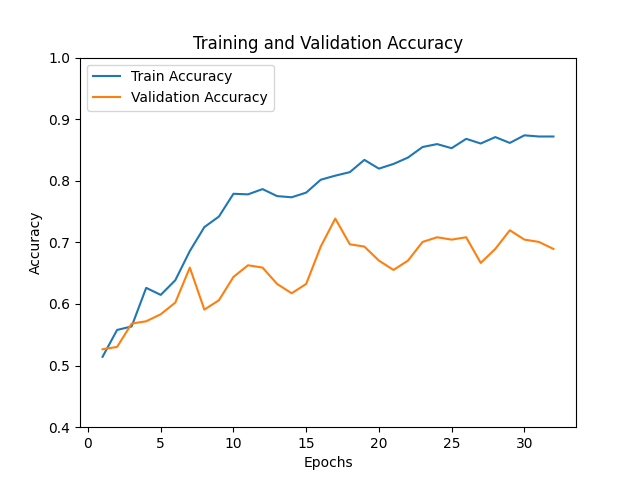 Training and Validation Accuracy
1.0
Train Accuracy
Validation Accuracy
0.9
0.8
0.7
0.6
0.5
0.4
Accuracy
0 5 10 15 20 25 30
Epochs